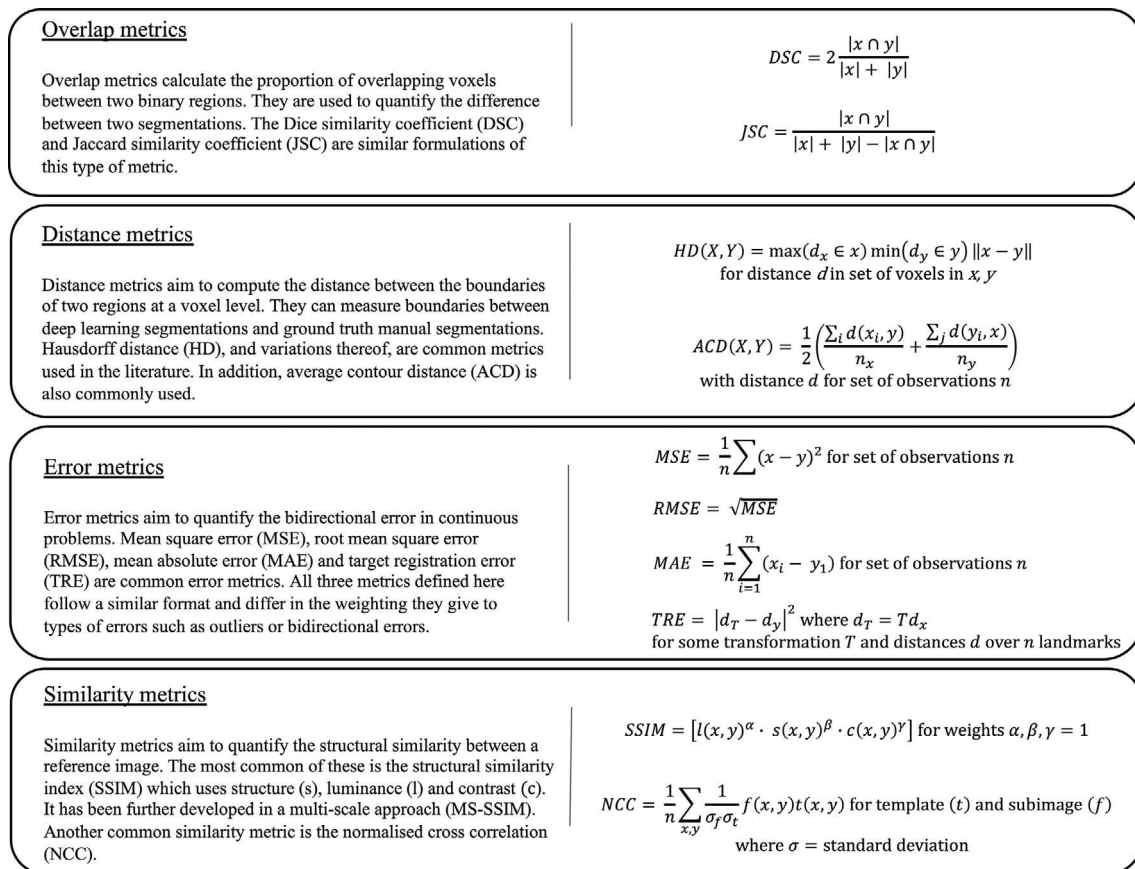 Overlap metrics
Overlap metrics calculate the proportion of overlapping voxels
between two binary regions. They are used to quantify the difference
between two segmentations. The Dice similarity coefficient (DSC)
and Jaccard similarity coefficient (JSC) are similar formulations of
this type of metric.
DSC = 2 |x ∩ y| / |x| + |y|
JSC = |x ∩ y| / |x| + |y| − |x ∩ y|
Distance metrics
Distance metrics aim to compute the distance between the boundaries
of two regions at a voxel level. They can measure boundaries between
deep learning segmentations and ground truth manual segmentations.
Hausdorff distance (HD), and variations thereof, are common metrics
used in the literature. In addition, average contour distance (ACD) is
also commonly used.
HD(X, Y) = max(dₓ ∈ x) min(d_y ∈ y) ‖x − y‖
for distance d in set of voxels in x, y
ACD(X, Y) = 1/2 (∑ᵢ d(xᵢ, y) / nₓ + ∑ⱼ d(yᵢ, x) / n_y)
with distance d for set of observations n
Error metrics
Error metrics aim to quantify the bidirectional error in continuous
problems. Mean square error (MSE), root mean square error
(RMSE), mean absolute error (MAE) and target registration error
(TRE) are common error metrics. All three metrics defined here
follow a similar format and differ in the weighting they give to
types of errors such as outliers or bidirectional errors.
MSE = 1/n ∑(x − y)² for set of observations n
RMSE = √MSE
MAE = 1/n ∑ᵢ₌₁ⁿ (xᵢ − y₁) for set of observations n
TRE = |d_T − d_y|² where d_T = Tdₓ
for some transformation T and distances d over n landmarks
Similarity metrics
Similarity metrics aim to quantify the structural similarity between a
reference image. The most common of these is the structural similarity
index (SSIM) which uses structure (s), luminance (l) and contrast (c).
It has been further developed in a multi-scale approach (MS-SSIM).
Another common similarity metric is the normalised cross correlation
(NCC).
SSIM = [l(x, y)^α · s(x, y)^β · c(x, y)^γ] for weights α, β, γ = 1
NCC = 1/n ∑_{x,y} 1/σ_f σ_t f(x, y)t(x, y) for template (t) and subimage (f)
where σ = standard deviation